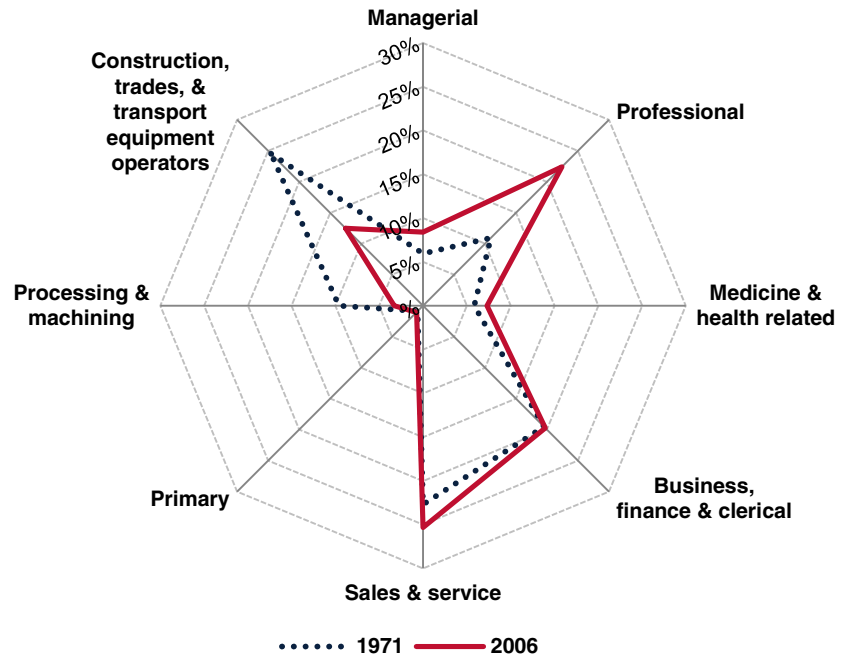 Managerial
30%
25%
20%
15%
10%
5%
0%
Construction,
trades, &
transport
equipment
operators
Professional
Processing &
machining
Medicine &
health related
Primary
Business,
finance & clerical
Sales & service
1971 2006